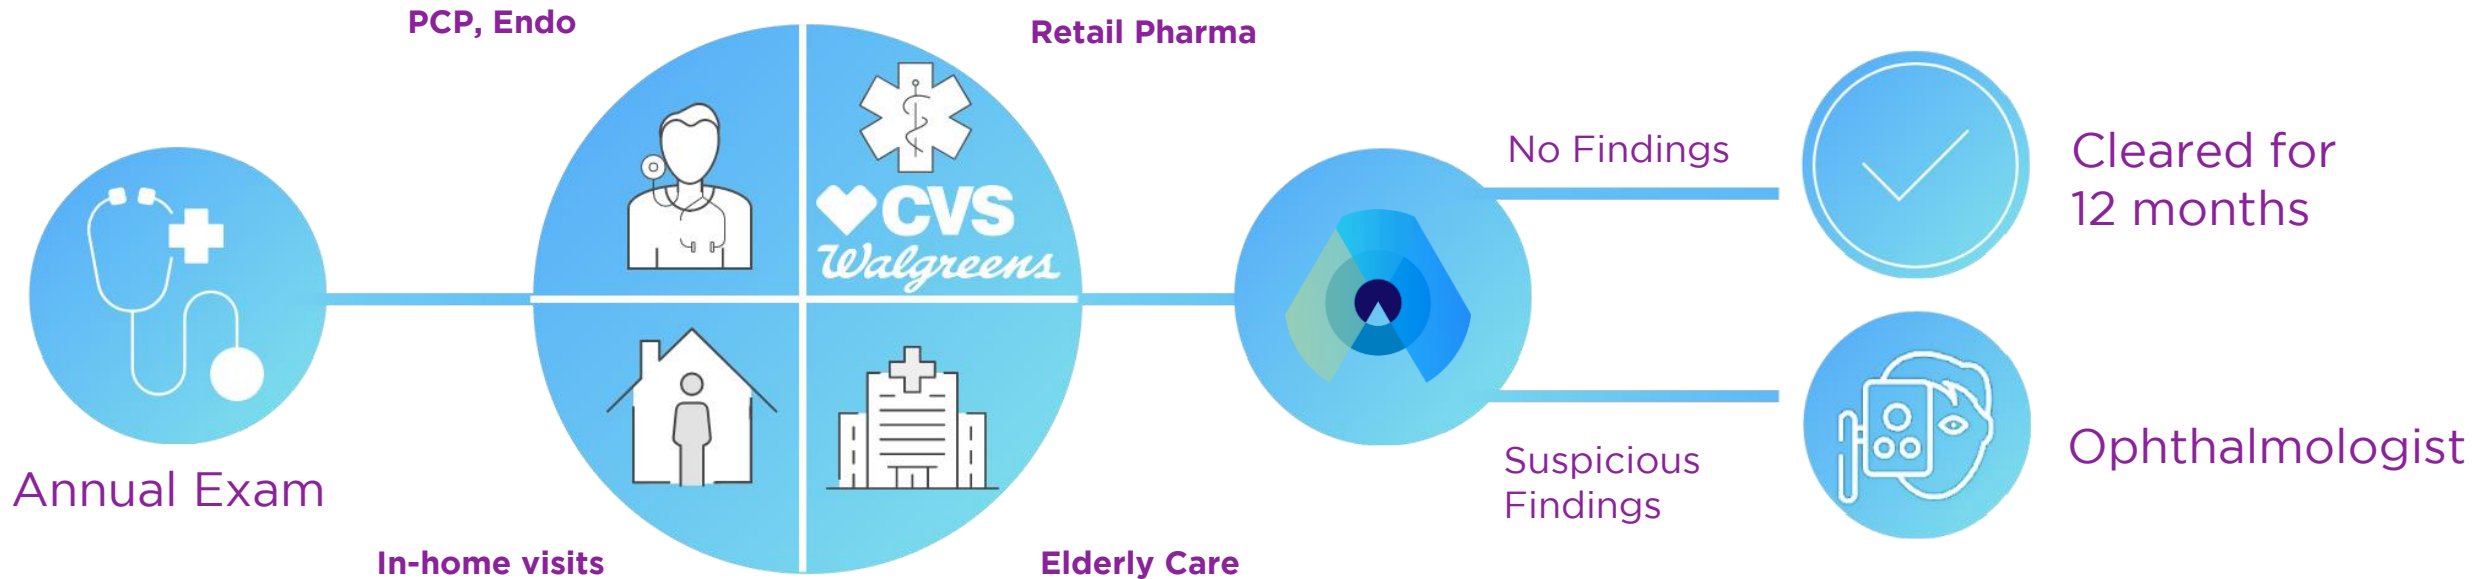 PCP, Endo
Retail Pharma
CVS
Walgreens
Annual Exam
In-home visits
Elderly Care
No Findings
Suspicious
Findings
Cleared for
12 months
Ophthalmologist